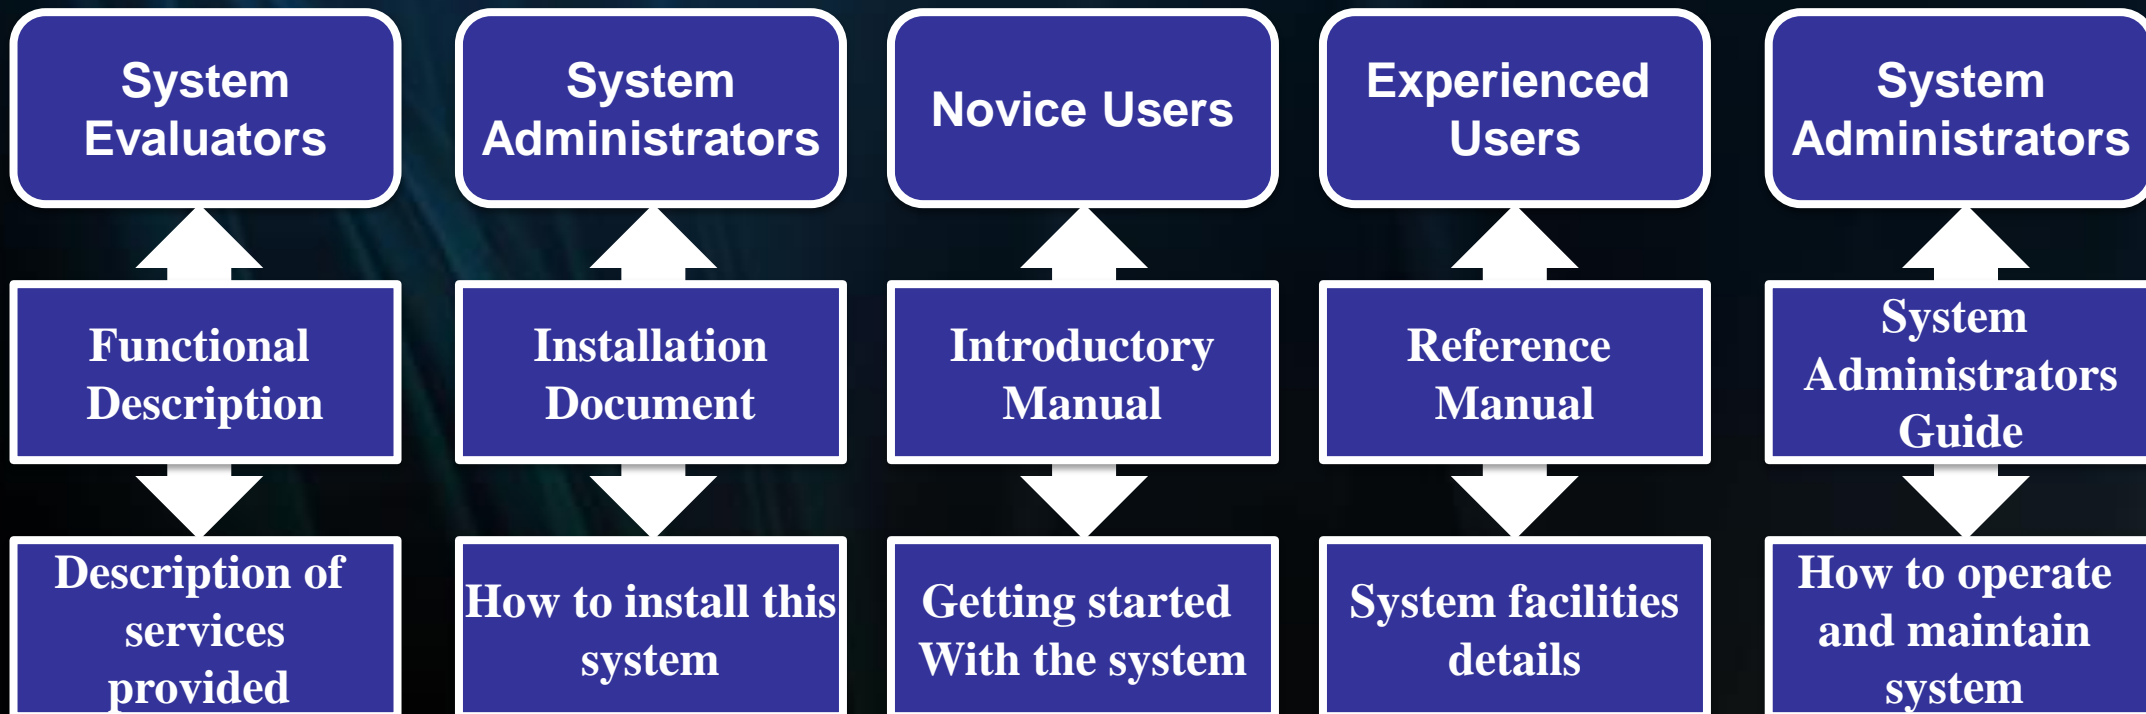 System
Evaluators
System
Administrators
Novice Users
Experienced
Users
System
Administrators
Functional
Description
Installation
Document
Introductory
Manual
Reference
Manual
System
Administrators
Guide
Description of
services
provided
How to install this
system
Getting started
With the system
System facilities
details
How to operate
and maintain
system